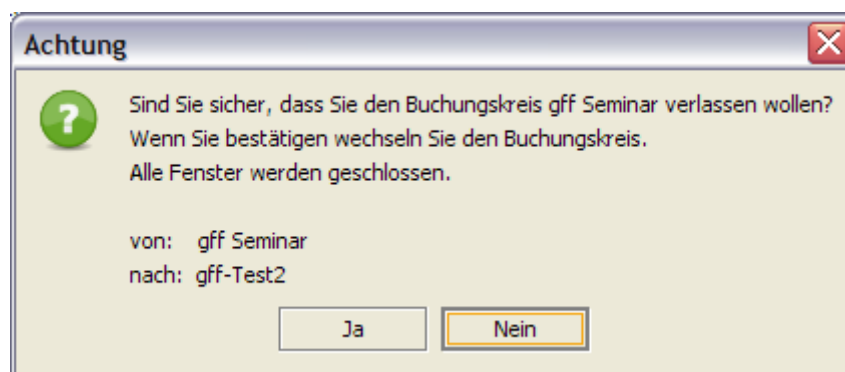 Achtung
Sind Sie sicher, dass Sie den Buchungskreis gff Seminar verlassen wollen?
Wenn Sie bestätigen wechseln Sie den Buchungskreis.
Alle Fenster werden geschlossen.
von: gff Seminar
nach: gff-Test2
Ja Nein